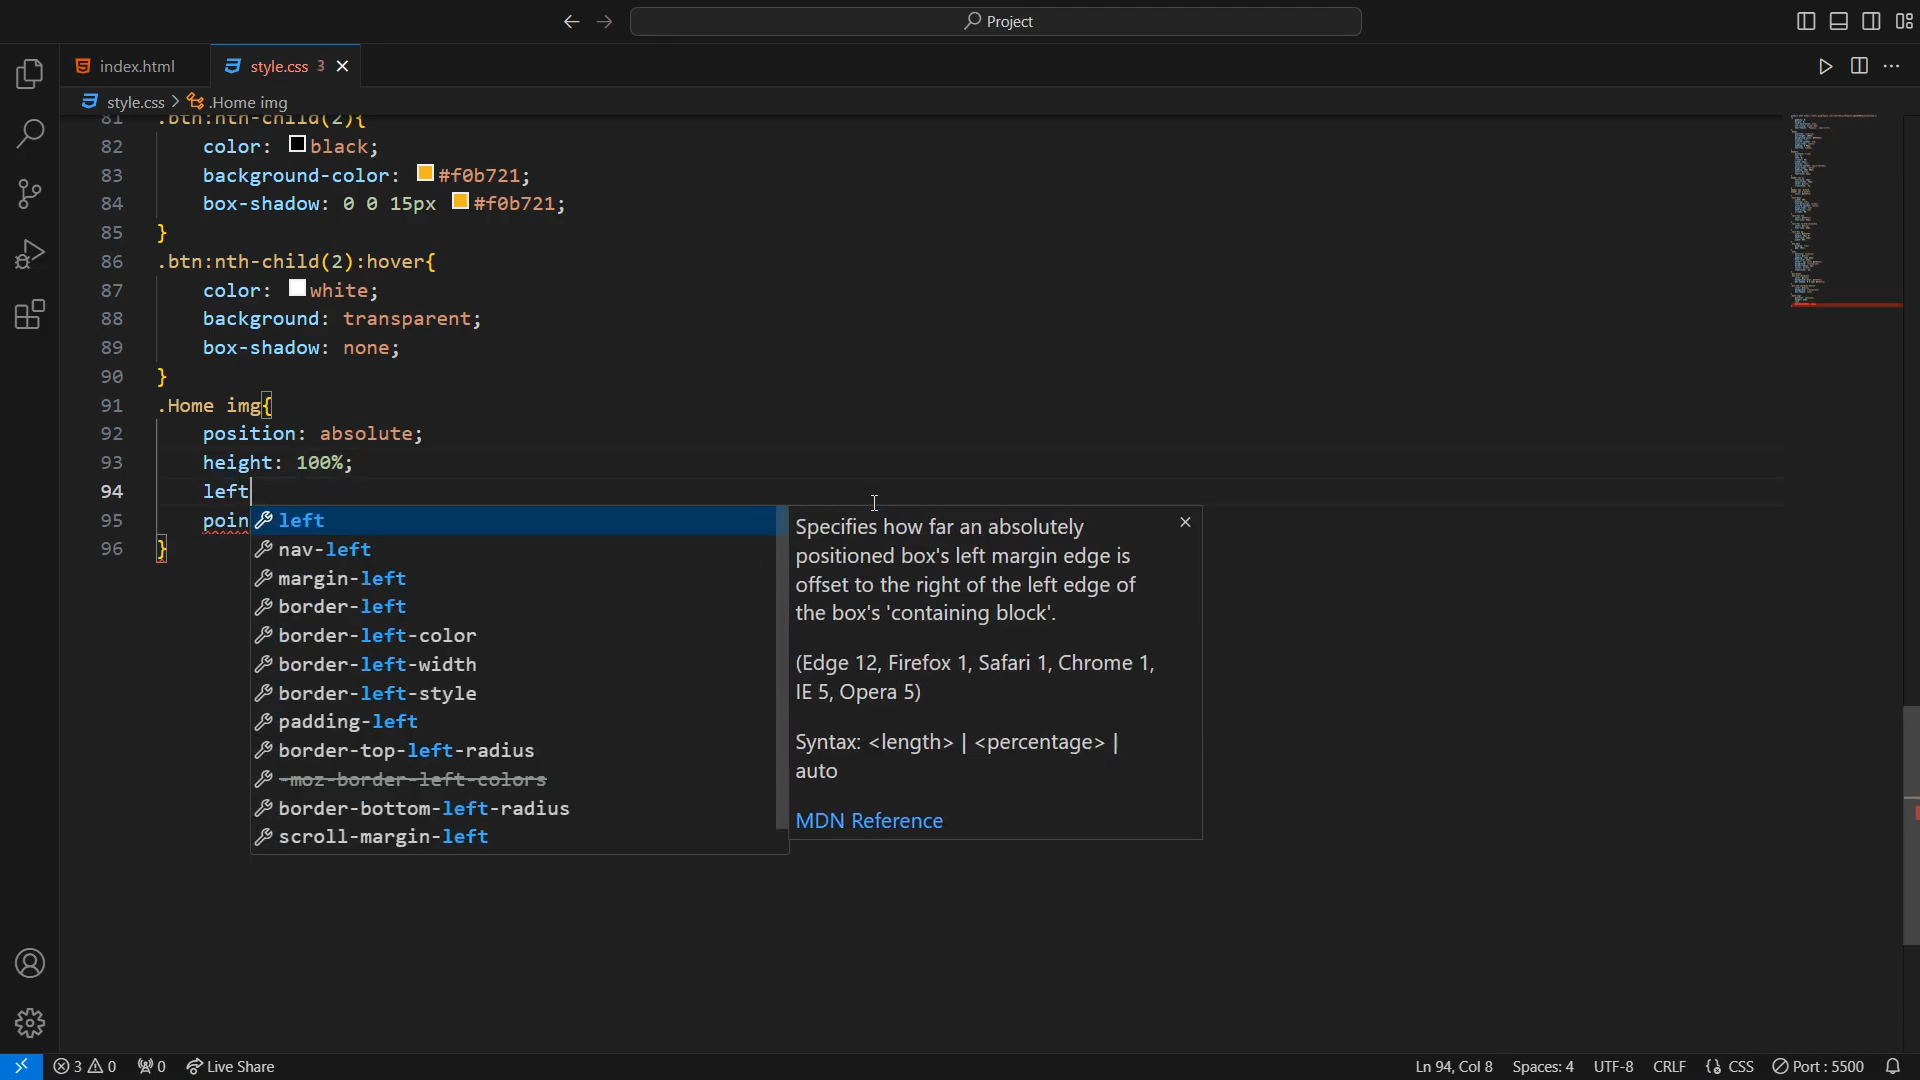 Project
index.html
style.css 3
style.css > .Home img
81 .btn:nth-child(2){
82 color: black;
83 background-color: #f0b721;
84 box-shadow: 0 0 15px #f0b721;
85 }
86 .btn:nth-child(2):hover{
87 color: white;
88 background: transparent;
89 box-shadow: none;
90 }
91 .Home img{
92 position: absolute;
93 height: 100%;
94 left
95 poin
96 }
left
nav-left
margin-left
border-left
border-left-color
border-left-width
border-left-style
padding-left
border-top-left-radius
-moz-border-left-colors
border-bottom-left-radius
scroll-margin-left
Specifies how far an absolutely
positioned box's left margin edge is
offset to the right of the left edge of
the box's 'containing block'.
(Edge 12, Firefox 1, Safari 1, Chrome 1,
IE 5, Opera 5)
Syntax: <length> | <percentage> |
auto
MDN Reference
3 0 0 Live Share Ln 94, Col 8 Spaces: 4 UTF-8 CRLF CSS Port : 5500